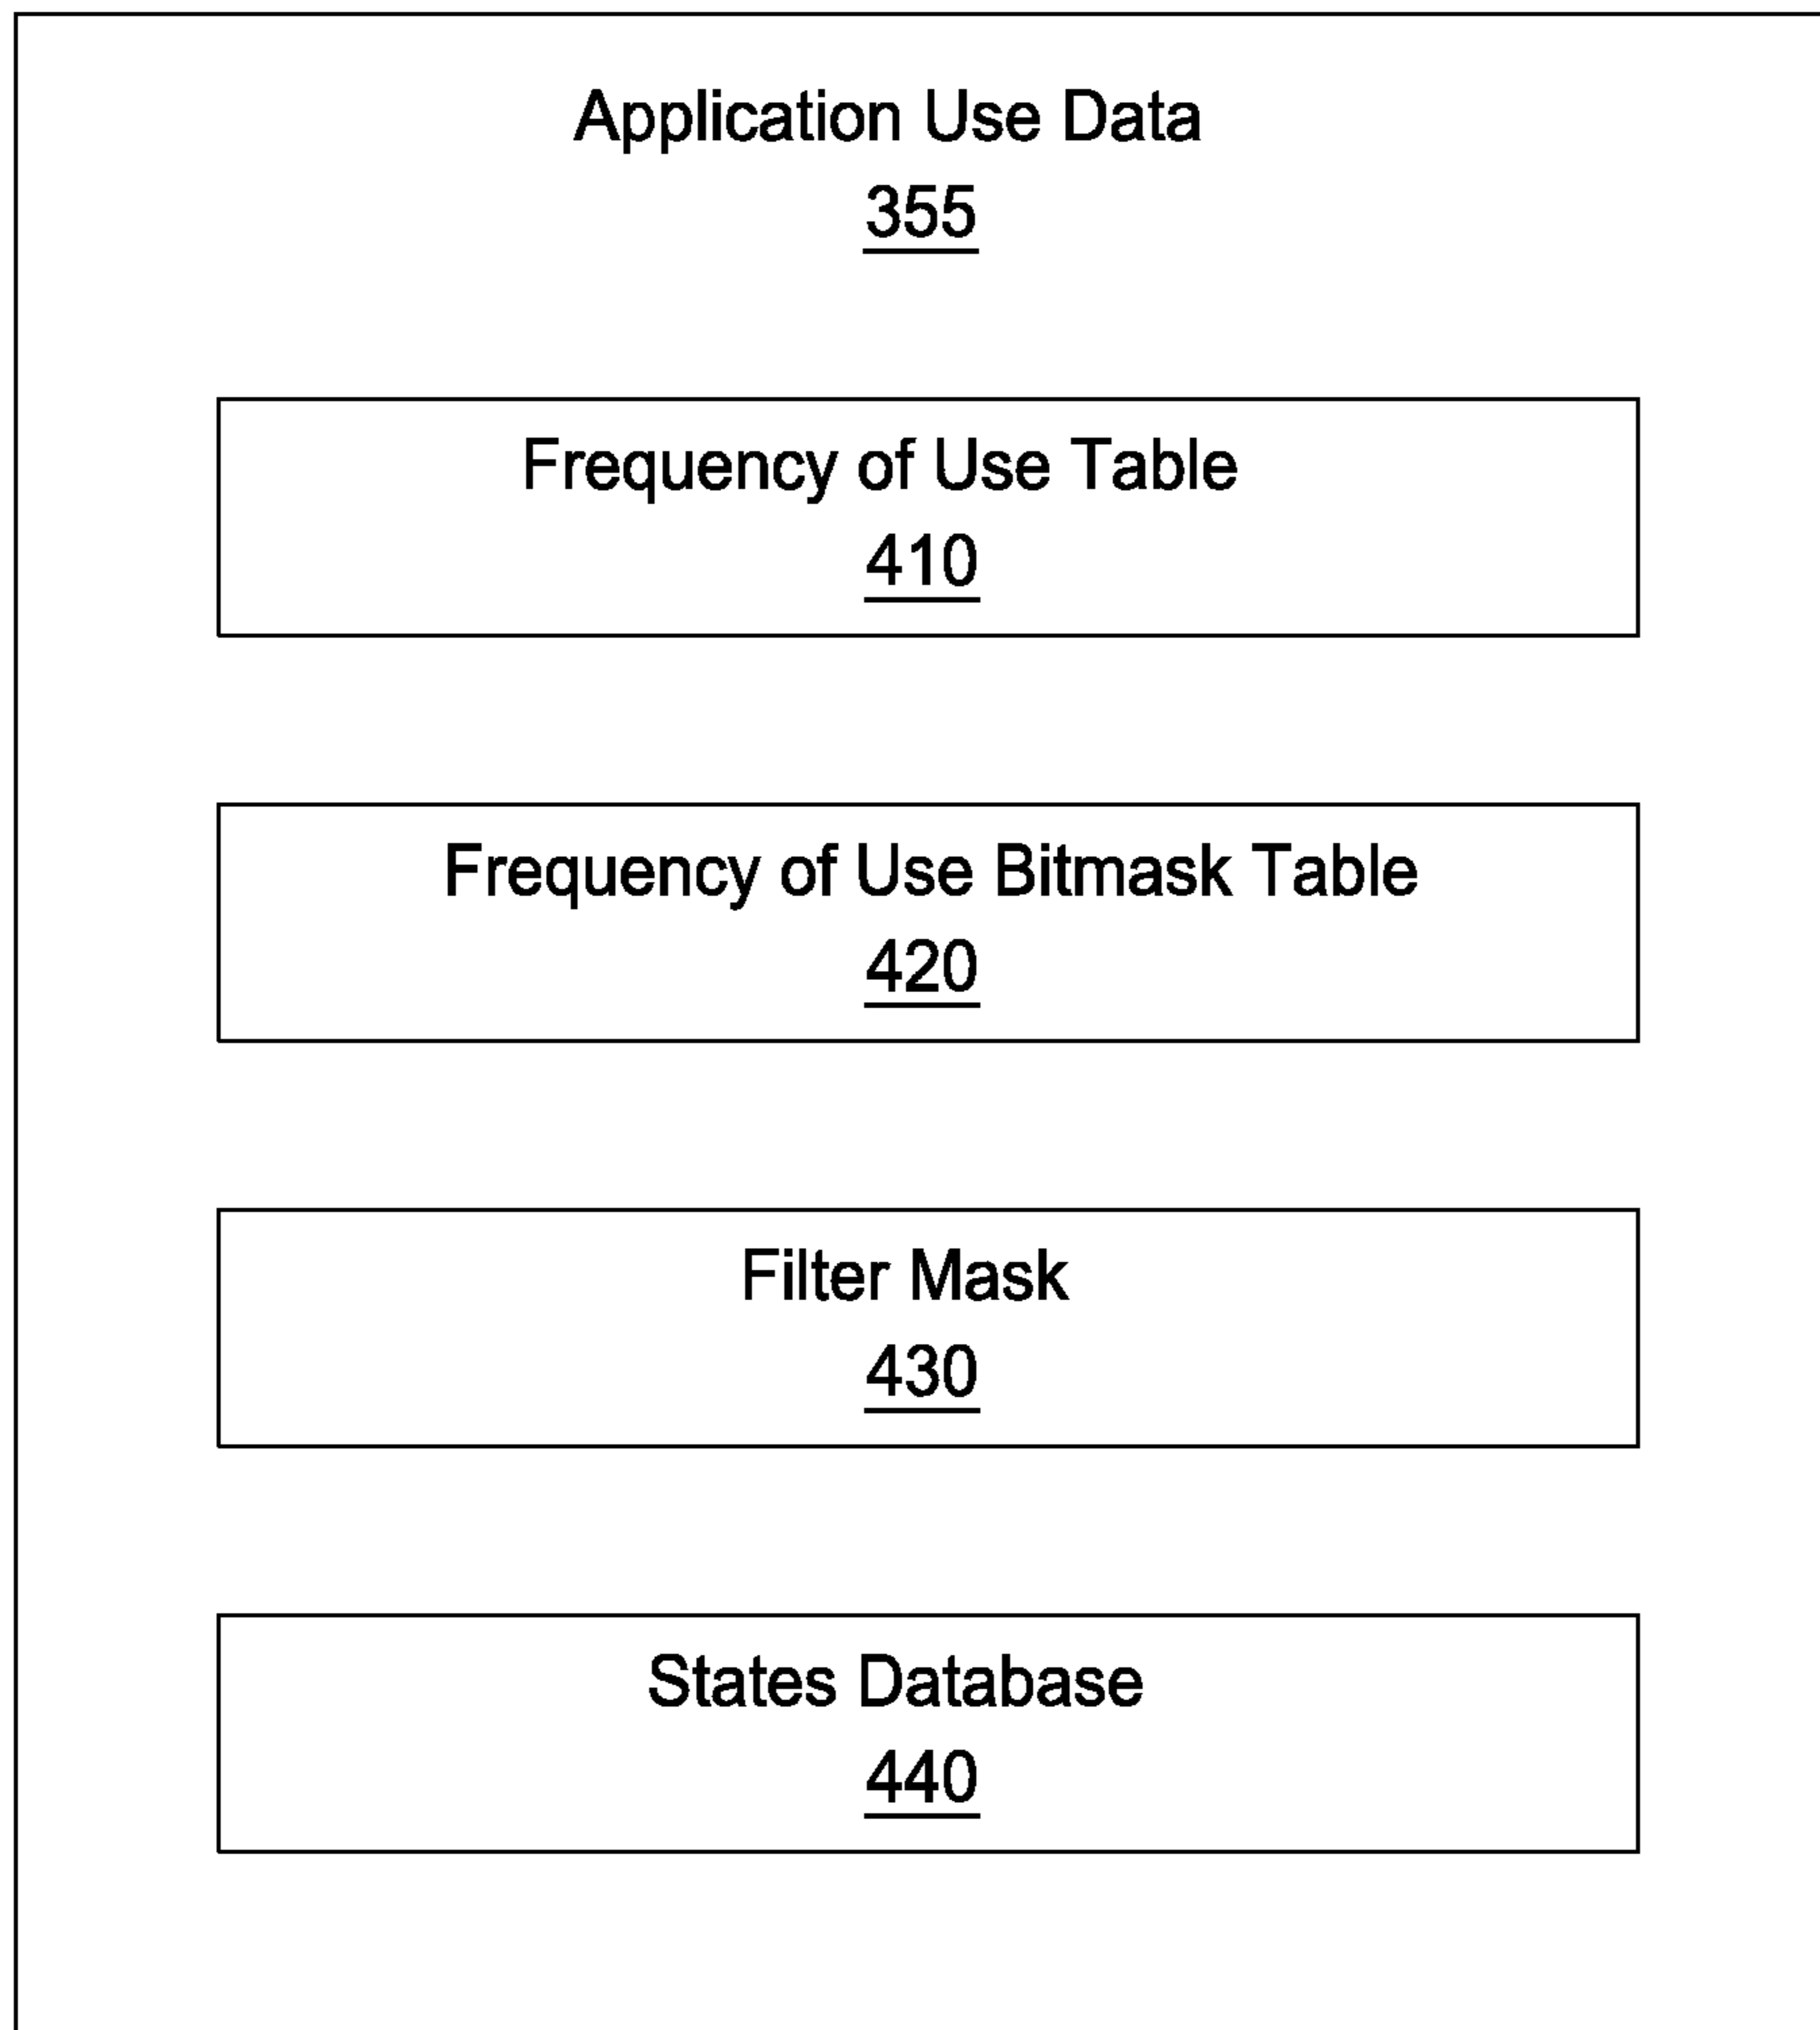 Application Use Data
355
Frequency of Use Table
410
Frequency of Use Bitmask Table
420
Filter Mask
430
States Database
440